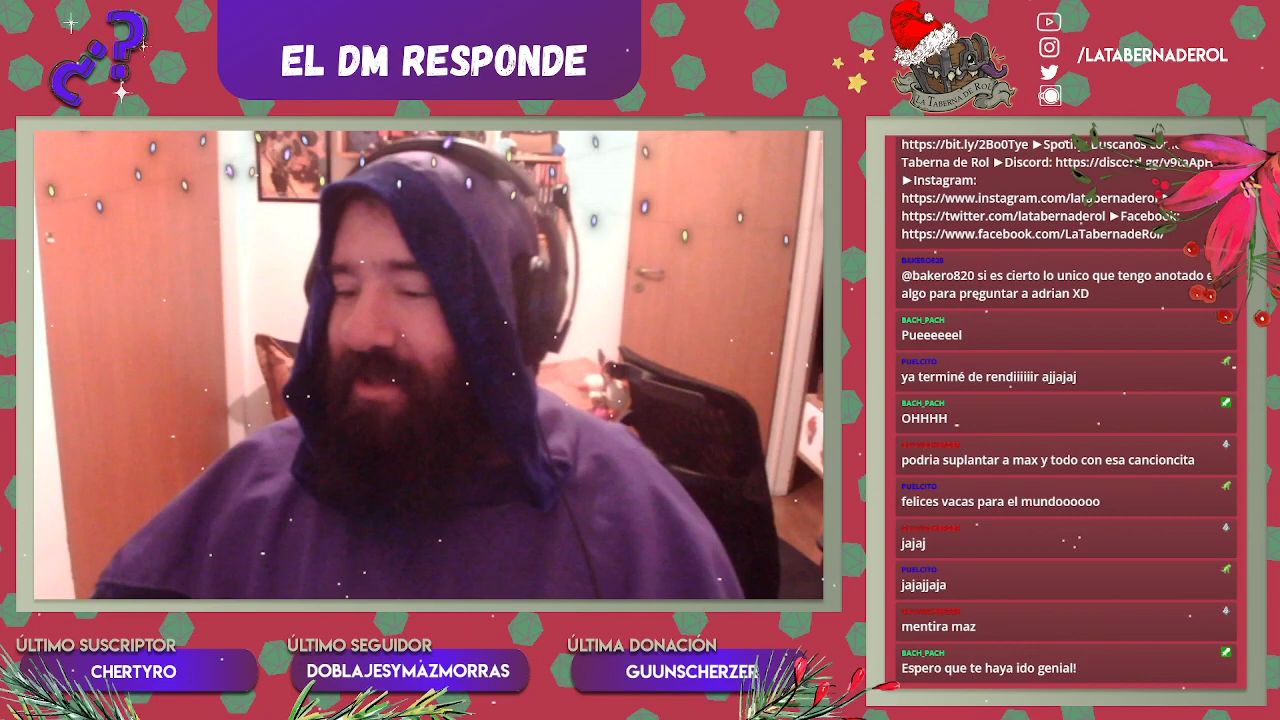 EL DM RESPONDE
LA TABERNA DE ROL
/LATABERNADEROL
https://bit.ly/2Bo0Tye ►Spotify
Taberna de Rol ►Discord:
►Instagram:
https://www.instagram.com/latabernaderol
https://twitter.com/latabernaderol ►Facebook:
https://www.facebook.com/LaTabernadeRol/
BAKERO820
@bakero820 si es cierto lo unico que tengo anotado
algo para preguntar a adrian XD
BACH_PACH
Pueeeeeel
PUELCITO
ya terminé de rendiiiiiir ajjajaj
BACH_PACH
OHHHH
podria suplantar a max y todo con esa cancioncita
PUELCITO
felices vacas para el mundoooooo
jajaj
PUELCITO
jajajjaja
mentira maz
BACH_PACH
Espero que te haya ido genial!
ÚLTIMO SUSCRIPTOR
CHERTYRO
ÚLTIMO SEGUIDOR
DOBLAJESYMAZMORRAS
ÚLTIMA DONACIÓN
GUUNSCHERZER